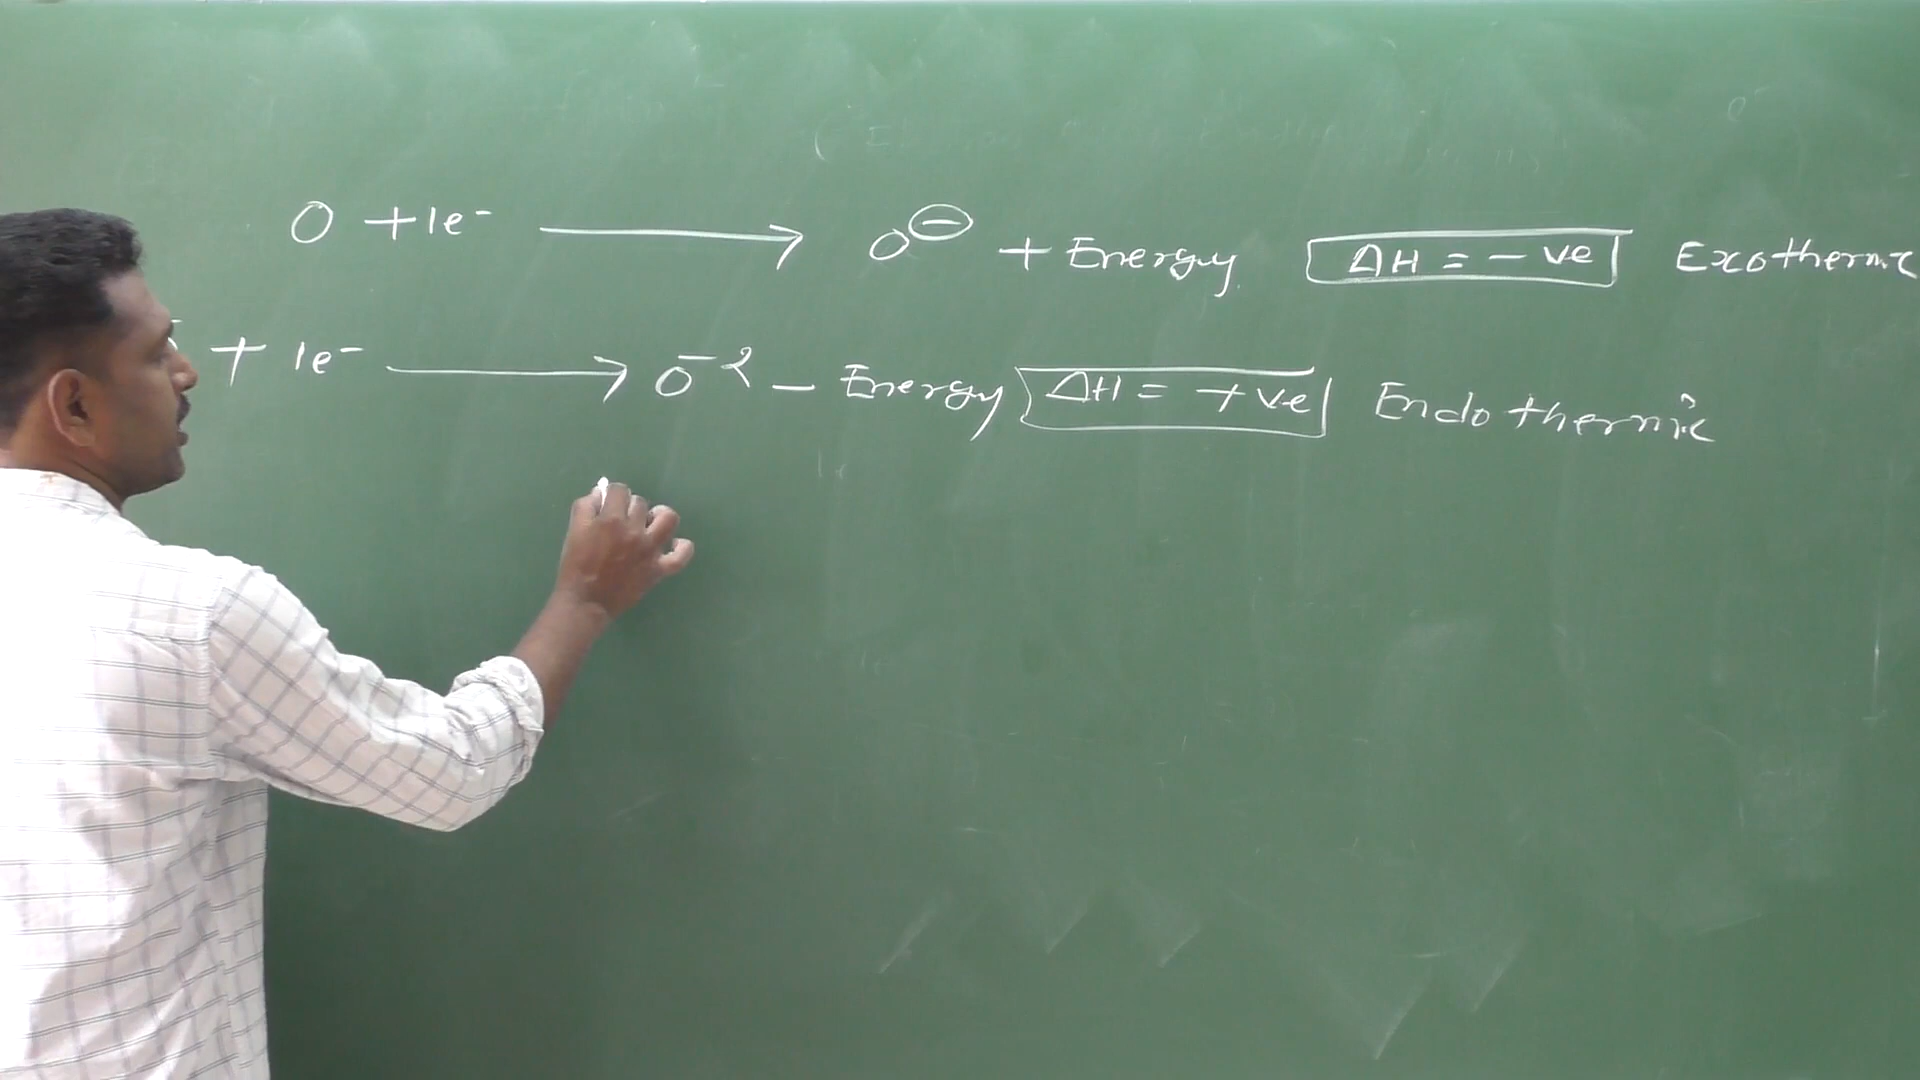 O + 1e⁻ ⟶ O⊖ + Energy ΔH = -ve Exothermic
+ 1e⁻ ⟶ O⁻² - Energy ΔH = +ve Endothermic